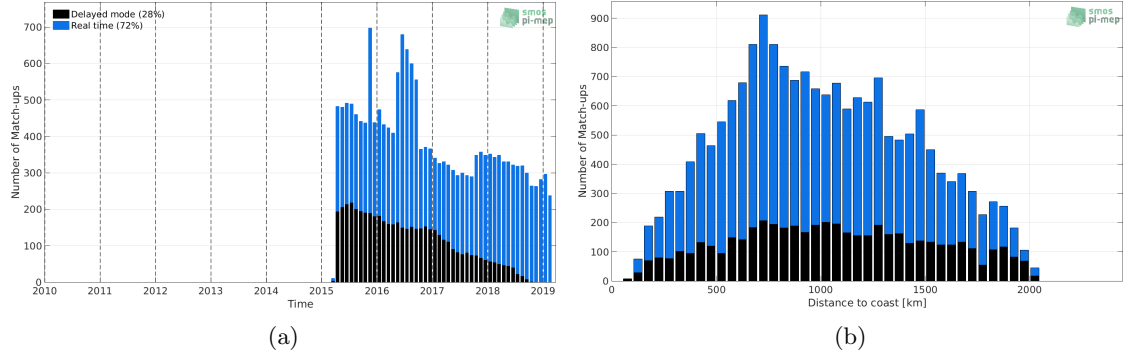 Delayed mode (28%)
Real time (72%)
smos
pi-mep
700
600
500
400
300
200
100
0
Number of Match-ups
2010
2011
2012
2013
2014
2015
2016
2017
2018
2019
Time
(a)
smos
pi-mep
900
800
700
600
500
400
300
200
100
0
Number of Match-ups
0
500
1000
1500
2000
Distance to coast [km]
(b)